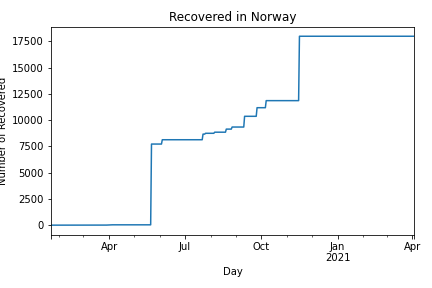 Recovered in Norway
17500
15000
12500
10000
7500
5000
2500
0
Number of Recovered
Apr
Jul
Oct
Jan
2021
Apr
Day